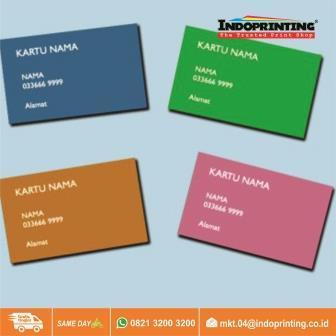 INDOPRINTING®
The Trusted Print Shop
KARTU NAMA
NAMA
033666 9999
Alamat
KARTU NAMA
NAMA
033666 9999
Alamat
KARTU NAMA
NAMA
033666 9999
Alamat
KARTU NAMA
NAMA
033666 9999
Alamat
Gratis
Ongkir
SAME DAY
0821 3200 3200
mkt.04@indoprinting.co.id